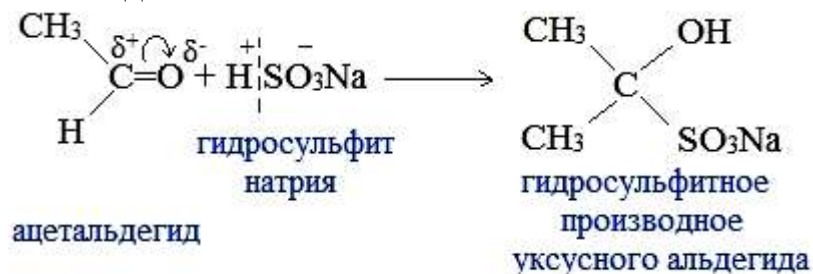 CH₃
δ⁺ δ⁻ + −
C=O + H SO₃Na
H
CH₃ OH
C
CH₃ SO₃Na
гидросульфит
натрия
ацетальдегид
гидросульфитное
производное
уксусного альдегида